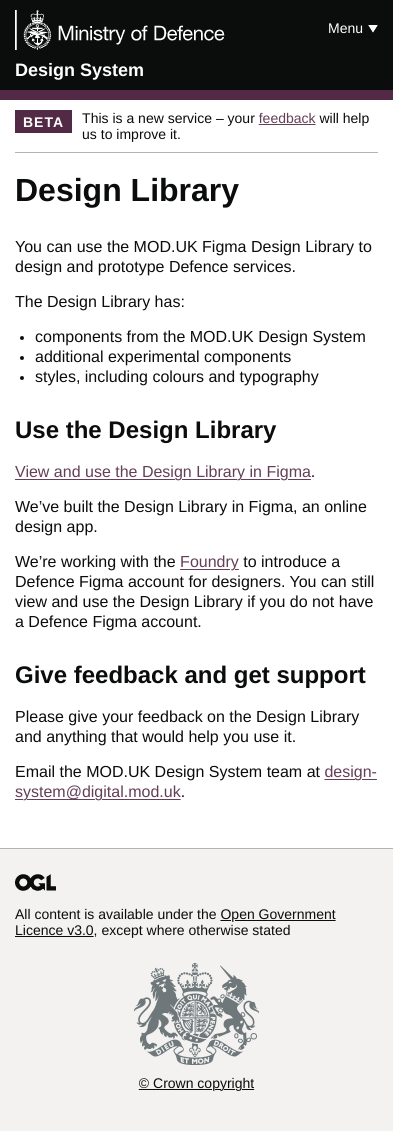 Ministry of Defence
Menu
Design System
BETA
This is a new service – your feedback will help
us to improve it.
Design Library
You can use the MOD.UK Figma Design Library to
design and prototype Defence services.
The Design Library has:
components from the MOD.UK Design System
additional experimental components
styles, including colours and typography
Use the Design Library
View and use the Design Library in Figma.
We’ve built the Design Library in Figma, an online
design app.
We’re working with the Foundry to introduce a
Defence Figma account for designers. You can still
view and use the Design Library if you do not have
a Defence Figma account.
Give feedback and get support
Please give your feedback on the Design Library
and anything that would help you use it.
Email the MOD.UK Design System team at design-
system@digital.mod.uk.
OGL
All content is available under the Open Government
Licence v3.0, except where otherwise stated
DIEU ET MON DROIT
© Crown copyright